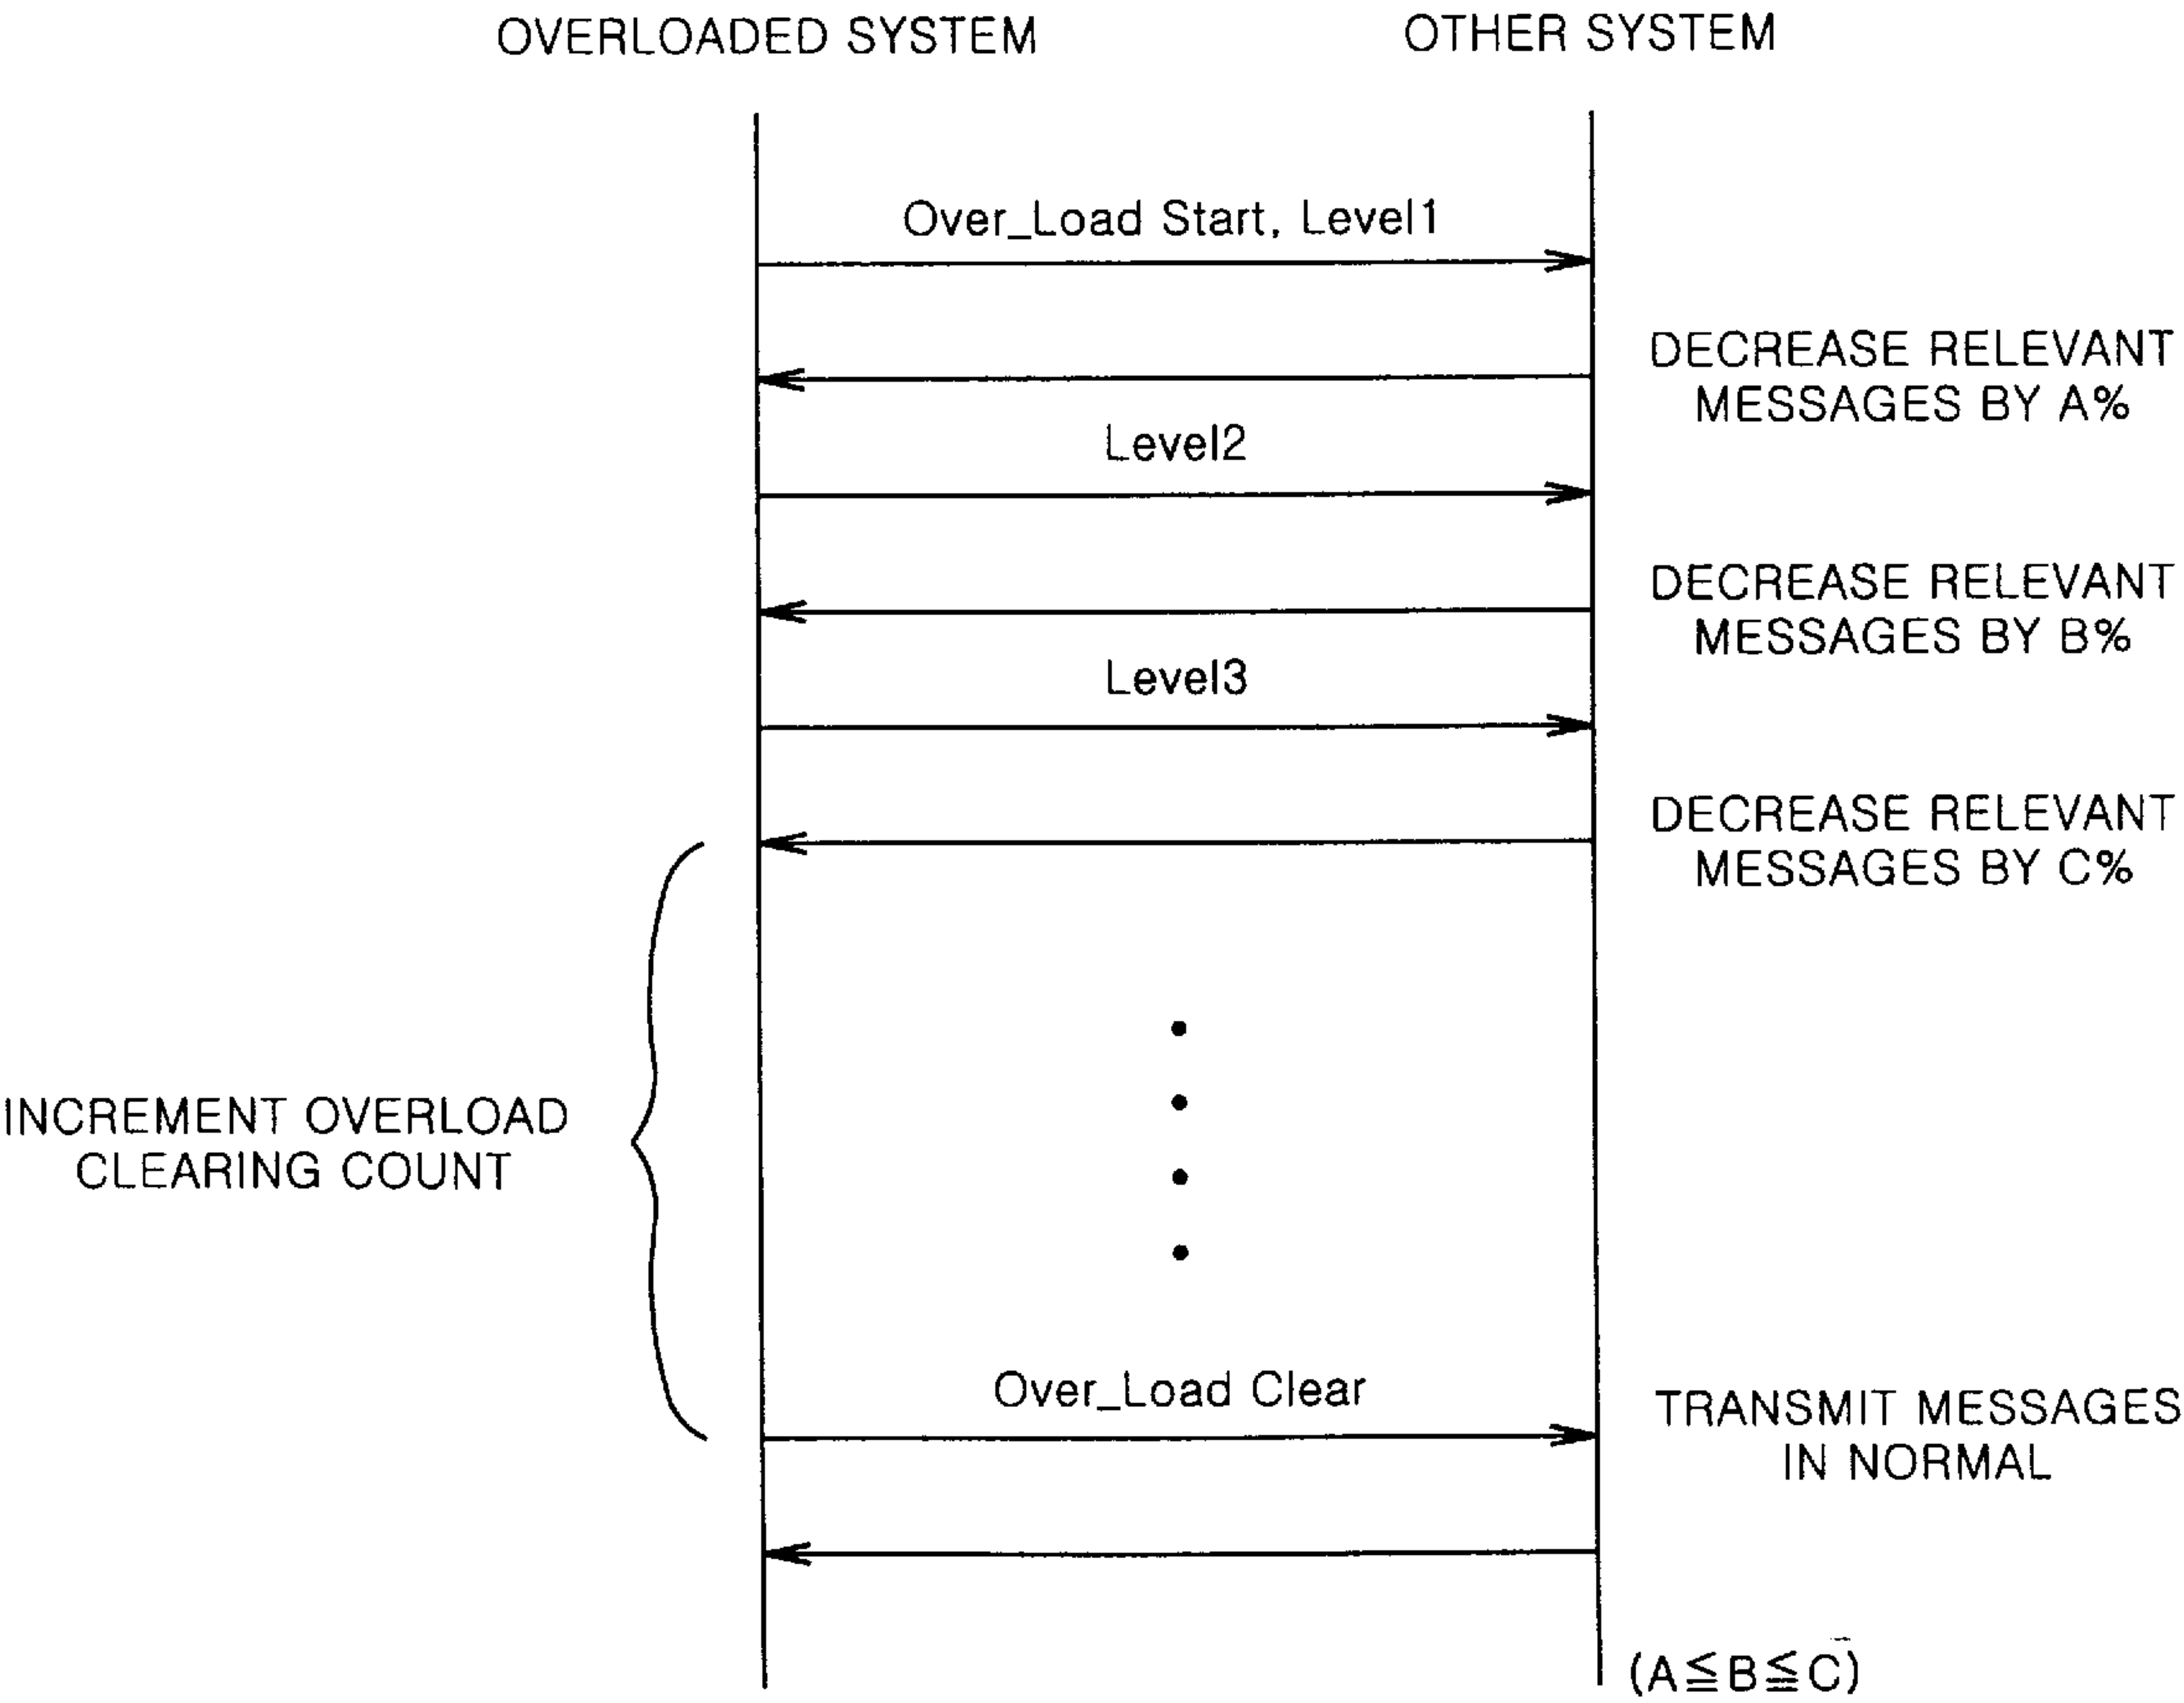 OVERLOADED SYSTEM
OTHER SYSTEM
Over_Load Start, Level1
DECREASE RELEVANT
MESSAGES BY A%
Level2
DECREASE RELEVANT
MESSAGES BY B%
Level3
DECREASE RELEVANT
MESSAGES BY C%
INCREMENT OVERLOAD
CLEARING COUNT
Over_Load Clear
TRANSMIT MESSAGES
IN NORMAL
(A≦B≦C)